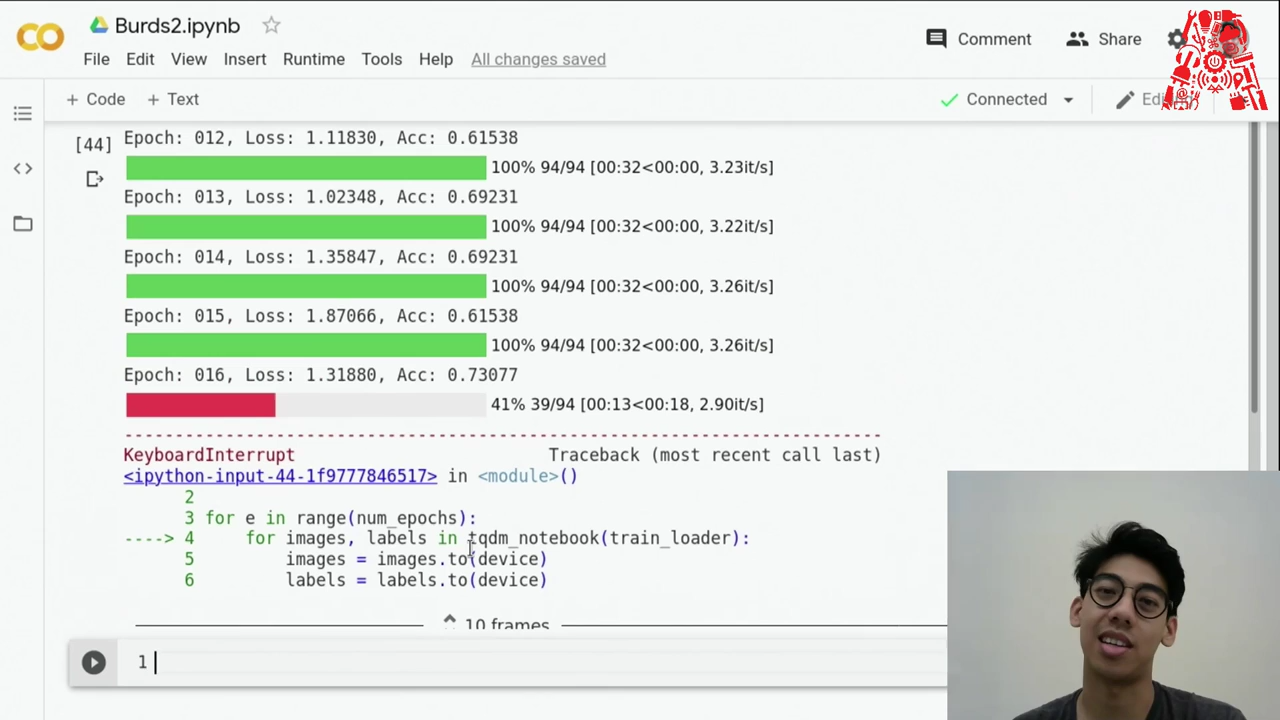 CO Burds2.ipynb
Comment Share
File Edit View Insert Runtime Tools Help All changes saved
+ Code + Text
Connected
[44] Epoch: 012, Loss: 1.11830, Acc: 0.61538
100% 94/94 [00:32<00:00, 3.23it/s]
Epoch: 013, Loss: 1.02348, Acc: 0.69231
100% 94/94 [00:32<00:00, 3.22it/s]
Epoch: 014, Loss: 1.35847, Acc: 0.69231
100% 94/94 [00:32<00:00, 3.26it/s]
Epoch: 015, Loss: 1.87066, Acc: 0.61538
100% 94/94 [00:32<00:00, 3.26it/s]
Epoch: 016, Loss: 1.31880, Acc: 0.73077
41% 39/94 [00:13<00:18, 2.90it/s]
---------------------------------------------------------------------------
KeyboardInterrupt Traceback (most recent call last)
<ipython-input-44-1f9777846517> in <module>()
2
3 for e in range(num_epochs):
----> 4 for images, labels in tqdm_notebook(train_loader):
5 images = images.to(device)
6 labels = labels.to(device)
10 frames
1